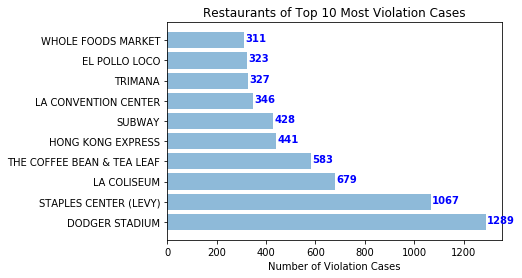 Restaurants of Top 10 Most Violation Cases
WHOLE FOODS MARKET 311
EL POLLO LOCO 323
TRIMANA 327
LA CONVENTION CENTER 346
SUBWAY 428
HONG KONG EXPRESS 441
THE COFFEE BEAN & TEA LEAF 583
LA COLISEUM 679
STAPLES CENTER (LEVY) 1067
DODGER STADIUM 1289
0 200 400 600 800 1000 1200
Number of Violation Cases